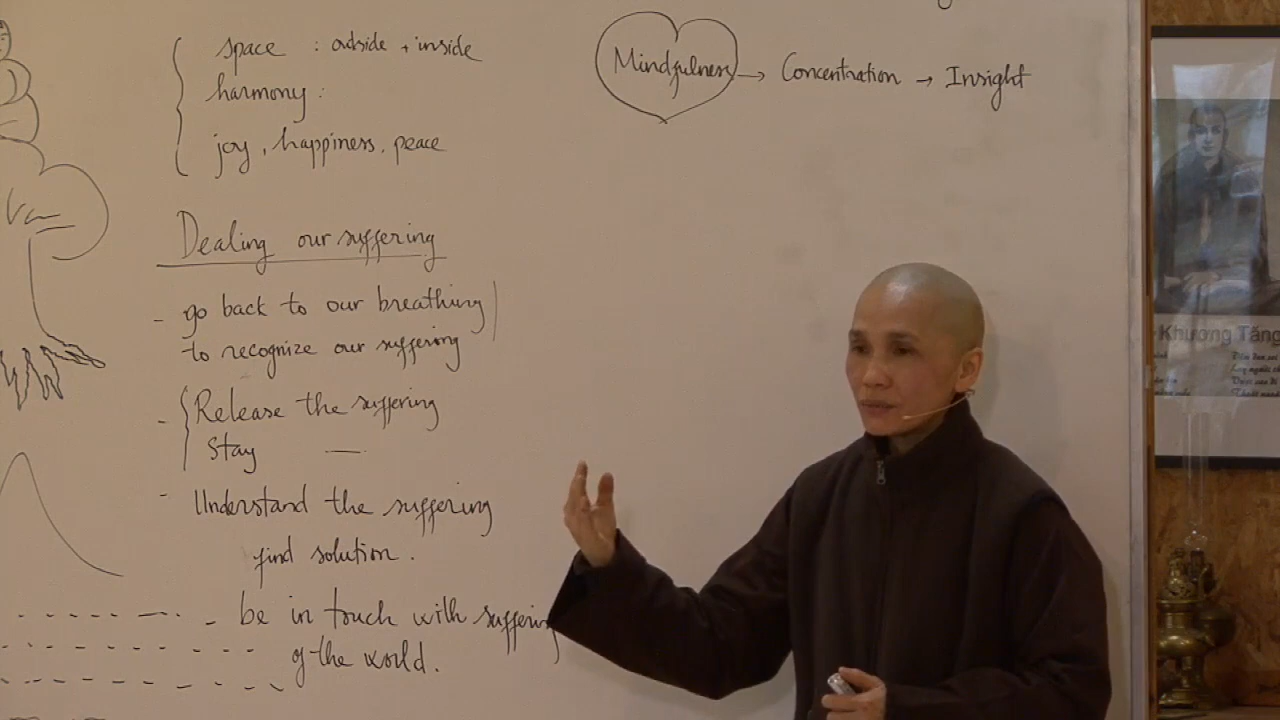 space : outside + inside
harmony :
joy, happiness, peace
Mindfulness → Concentration → Insight
Dealing our suffering
- go back to our breathing
to recognize our suffering
- Release the suffering
Stay —
- Understand the suffering
find solution.
- be in touch with suffering
of the world.
Khương Tăng